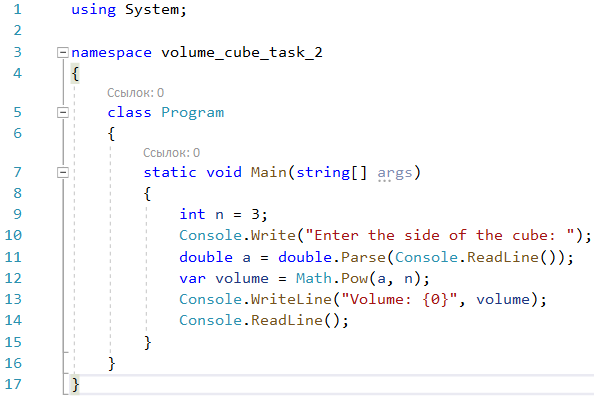 1 using System;
2
3 namespace volume_cube_task_2
4 {
Ссылок: 0
5 class Program
6 {
Ссылок: 0
7 static void Main(string[] args)
8 {
9 int n = 3;
10 Console.Write("Enter the side of the cube: ");
11 double a = double.Parse(Console.ReadLine());
12 var volume = Math.Pow(a, n);
13 Console.WriteLine("Volume: {0}", volume);
14 Console.ReadLine();
15 }
16 }
17 }